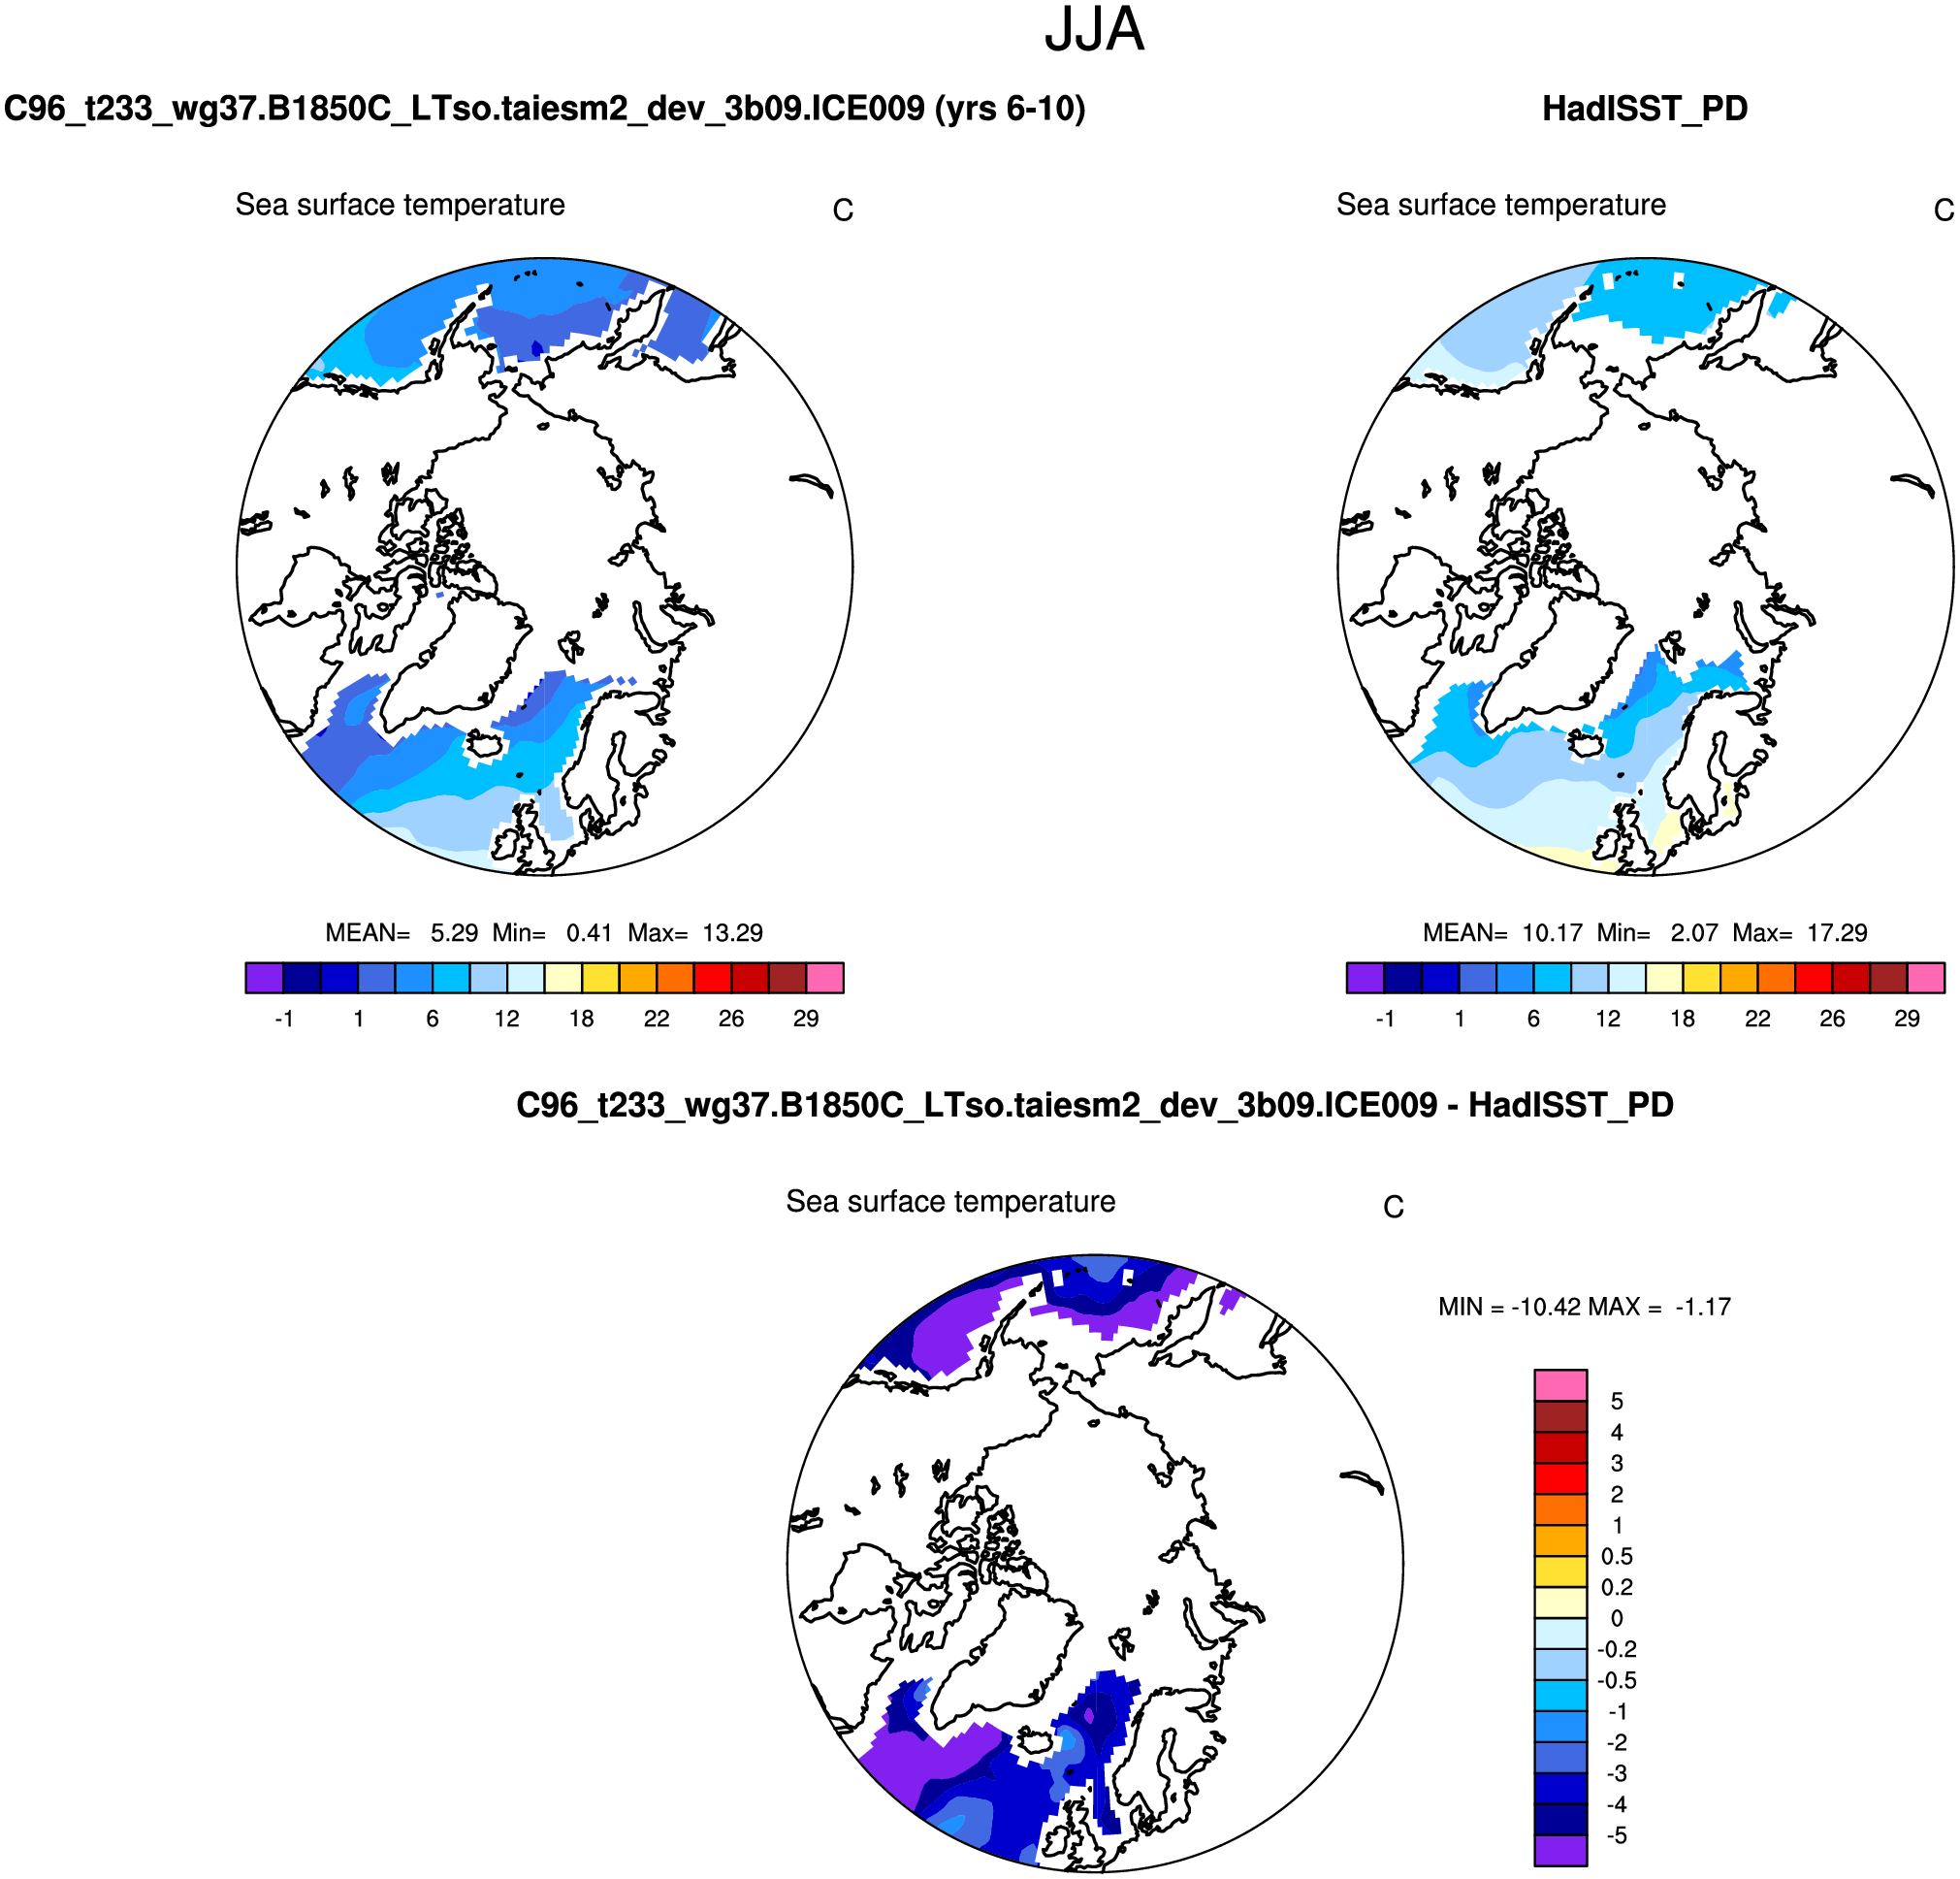 JJA
C96_t233_wg37.B1850C_LTso.taiesm2_dev_3b09.ICE009 (yrs 6-10)
HadISST_PD
Sea surface temperature C
Sea surface temperature C
MEAN= 5.29 Min= 0.41 Max= 13.29
MEAN= 10.17 Min= 2.07 Max= 17.29
-1 1 6 12 18 22 26 29
-1 1 6 12 18 22 26 29
C96_t233_wg37.B1850C_LTso.taiesm2_dev_3b09.ICE009 - HadISST_PD
Sea surface temperature C
MIN = -10.42 MAX = -1.17
5
4
3
2
1
0.5
0.2
0
-0.2
-0.5
-1
-2
-3
-4
-5